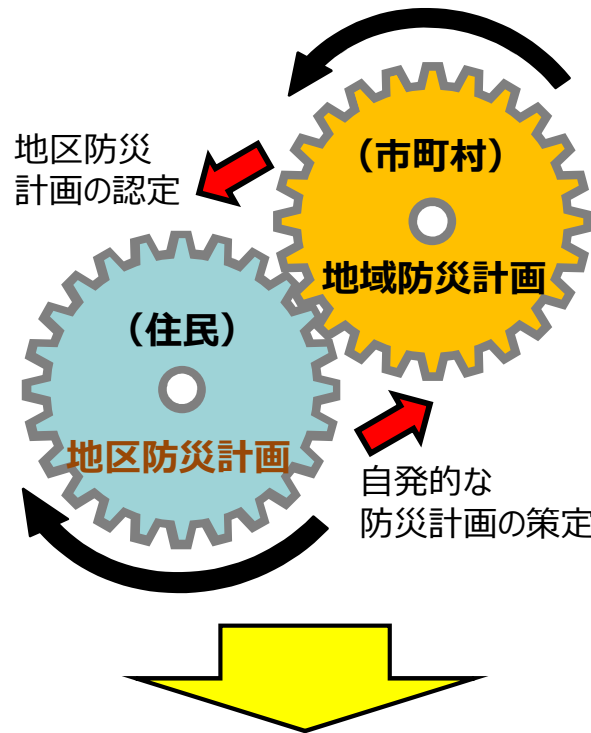 地区防災
計画の認定
（市町村）
地域防災計画
（住民）
地区防災計画
自発的な
防災計画の策定